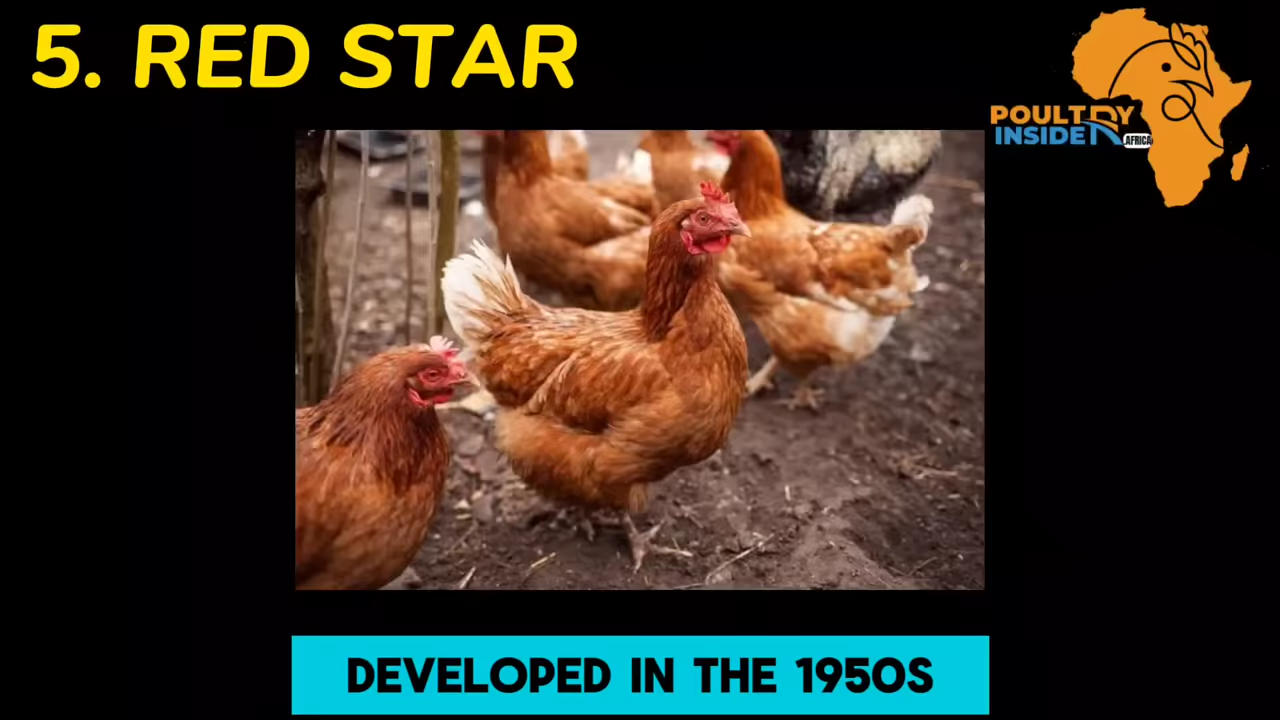 5. RED STAR
POULTRY
INSIDER
.AFRICA
DEVELOPED IN THE 1950S